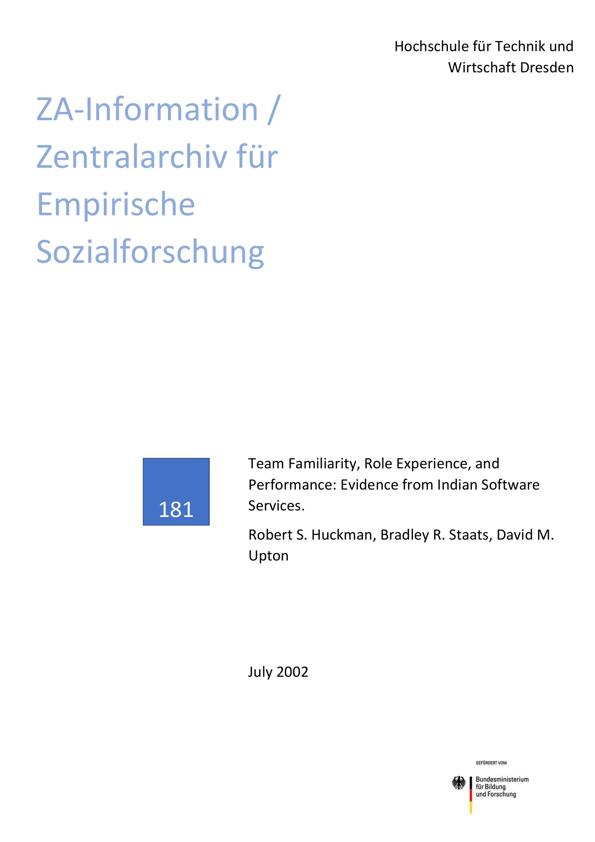 Hochschule für Technik und
Wirtschaft Dresden
ZA-Information /
Zentralarchiv für
Empirische
Sozialforschung
181
Team Familiarity, Role Experience, and
Performance: Evidence from Indian Software
Services.
Robert S. Huckman, Bradley R. Staats, David M.
Upton
July 2002
GEFÖRDERT VOM
Bundesministerium
für Bildung
und Forschung